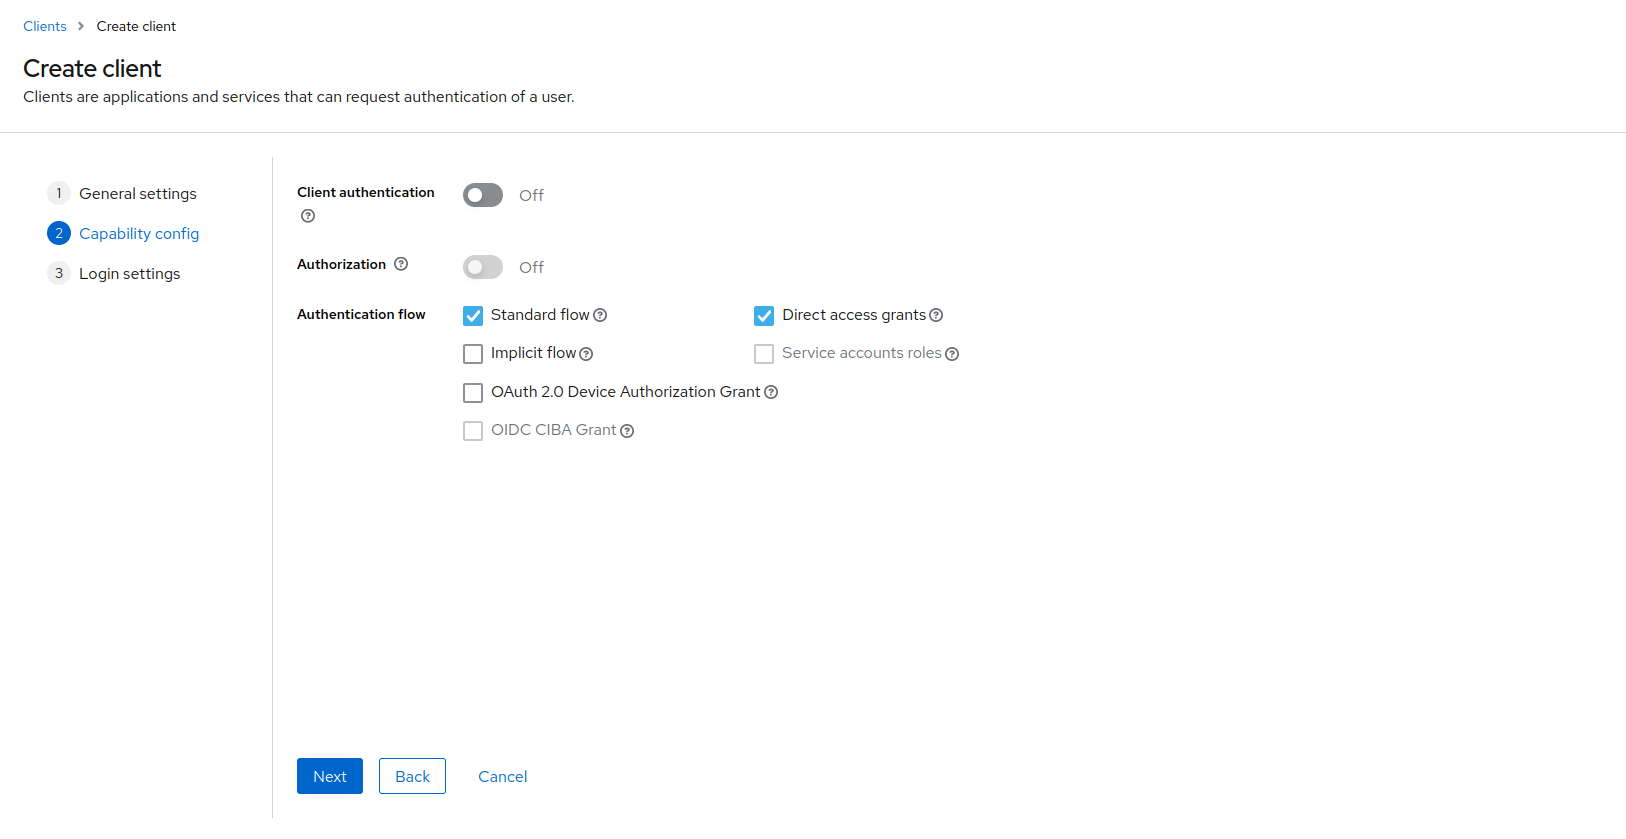 Clients > Create client
Create client
Clients are applications and services that can request authentication of a user.
1 General settings
2 Capability config
3 Login settings
Client authentication
Off
Authorization
Off
Authentication flow
Standard flow
Direct access grants
Implicit flow
Service accounts roles
OAuth 2.0 Device Authorization Grant
OIDC CIBA Grant
Next
Back
Cancel